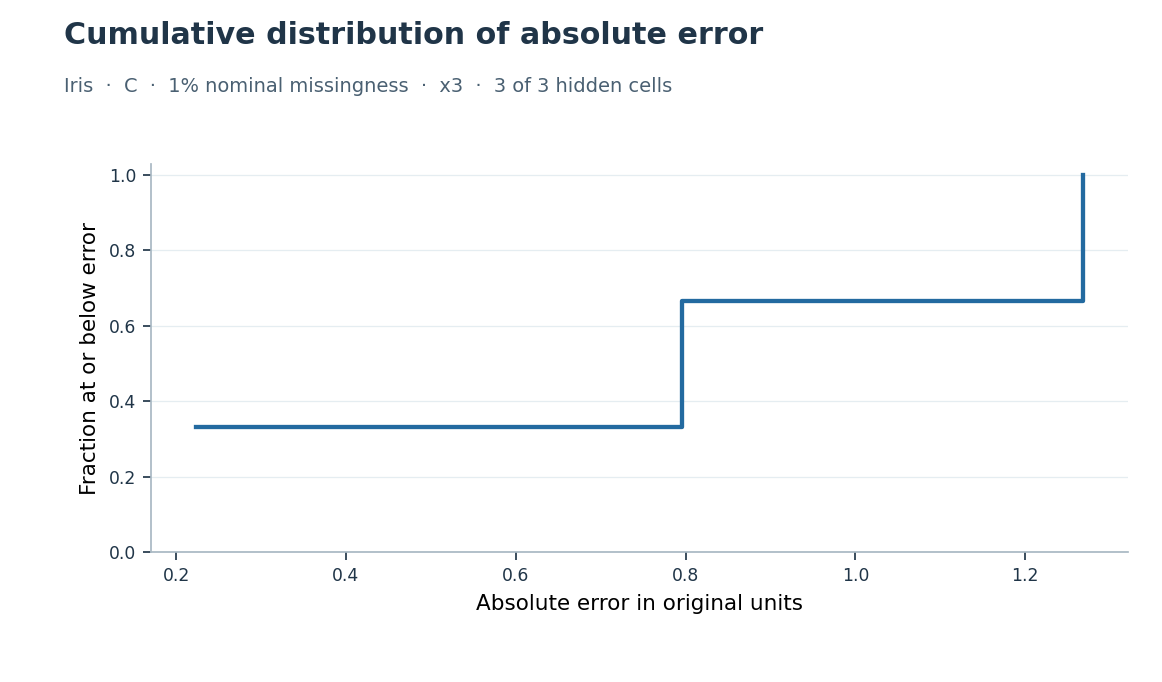 Cumulative distribution of absolute error
Iris · C · 1% nominal missingness · x3 · 3 of 3 hidden cells
Fraction at or below error
1.0
0.8
0.6
0.4
0.2
0.0
0.2 0.4 0.6 0.8 1.0 1.2
Absolute error in original units